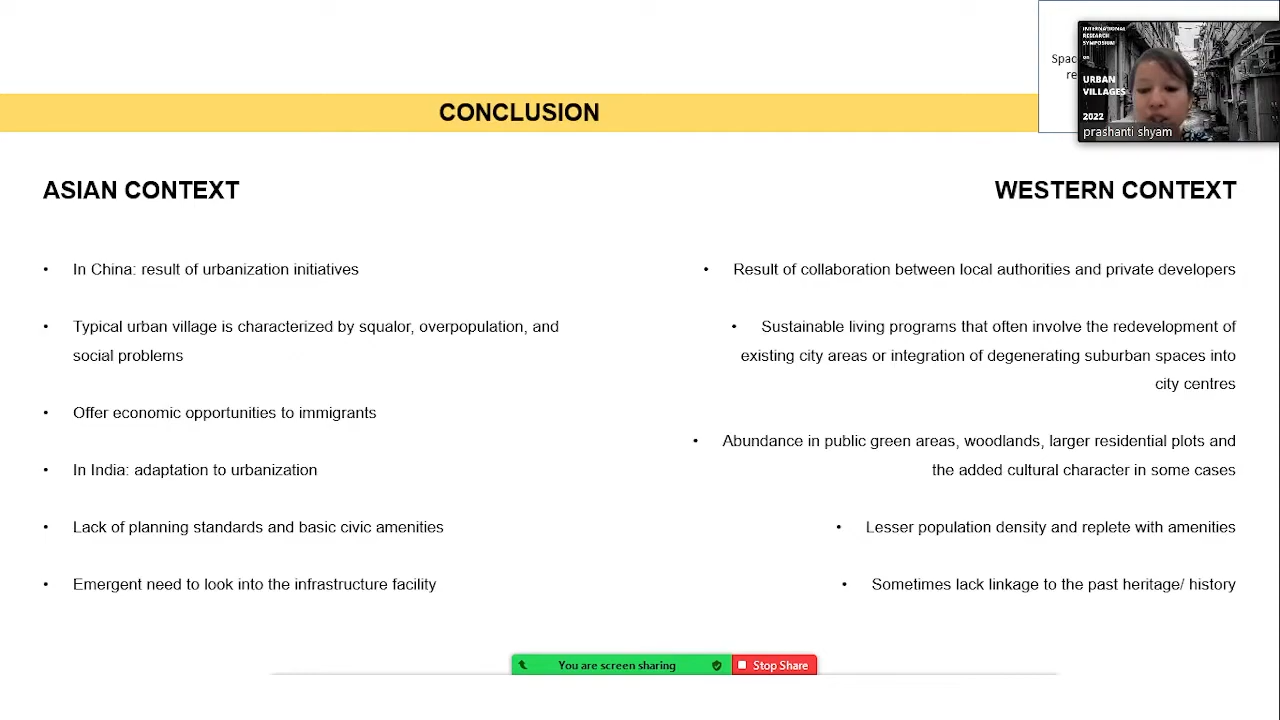 CONCLUSION
Spac
re
INTERNATIONAL
RESEARCH
SYMPOSIUM
on
URBAN
VILLAGES
2022
prashanti shyam
ASIAN CONTEXT
• In China: result of urbanization initiatives
• Typical urban village is characterized by squalor, overpopulation, and
social problems
• Offer economic opportunities to immigrants
• In India: adaptation to urbanization
• Lack of planning standards and basic civic amenities
• Emergent need to look into the infrastructure facility
WESTERN CONTEXT
• Result of collaboration between local authorities and private developers
• Sustainable living programs that often involve the redevelopment of
existing city areas or integration of degenerating suburban spaces into
city centres
• Abundance in public green areas, woodlands, larger residential plots and
the added cultural character in some cases
• Lesser population density and replete with amenities
• Sometimes lack linkage to the past heritage/ history
You are screen sharing
Stop Share